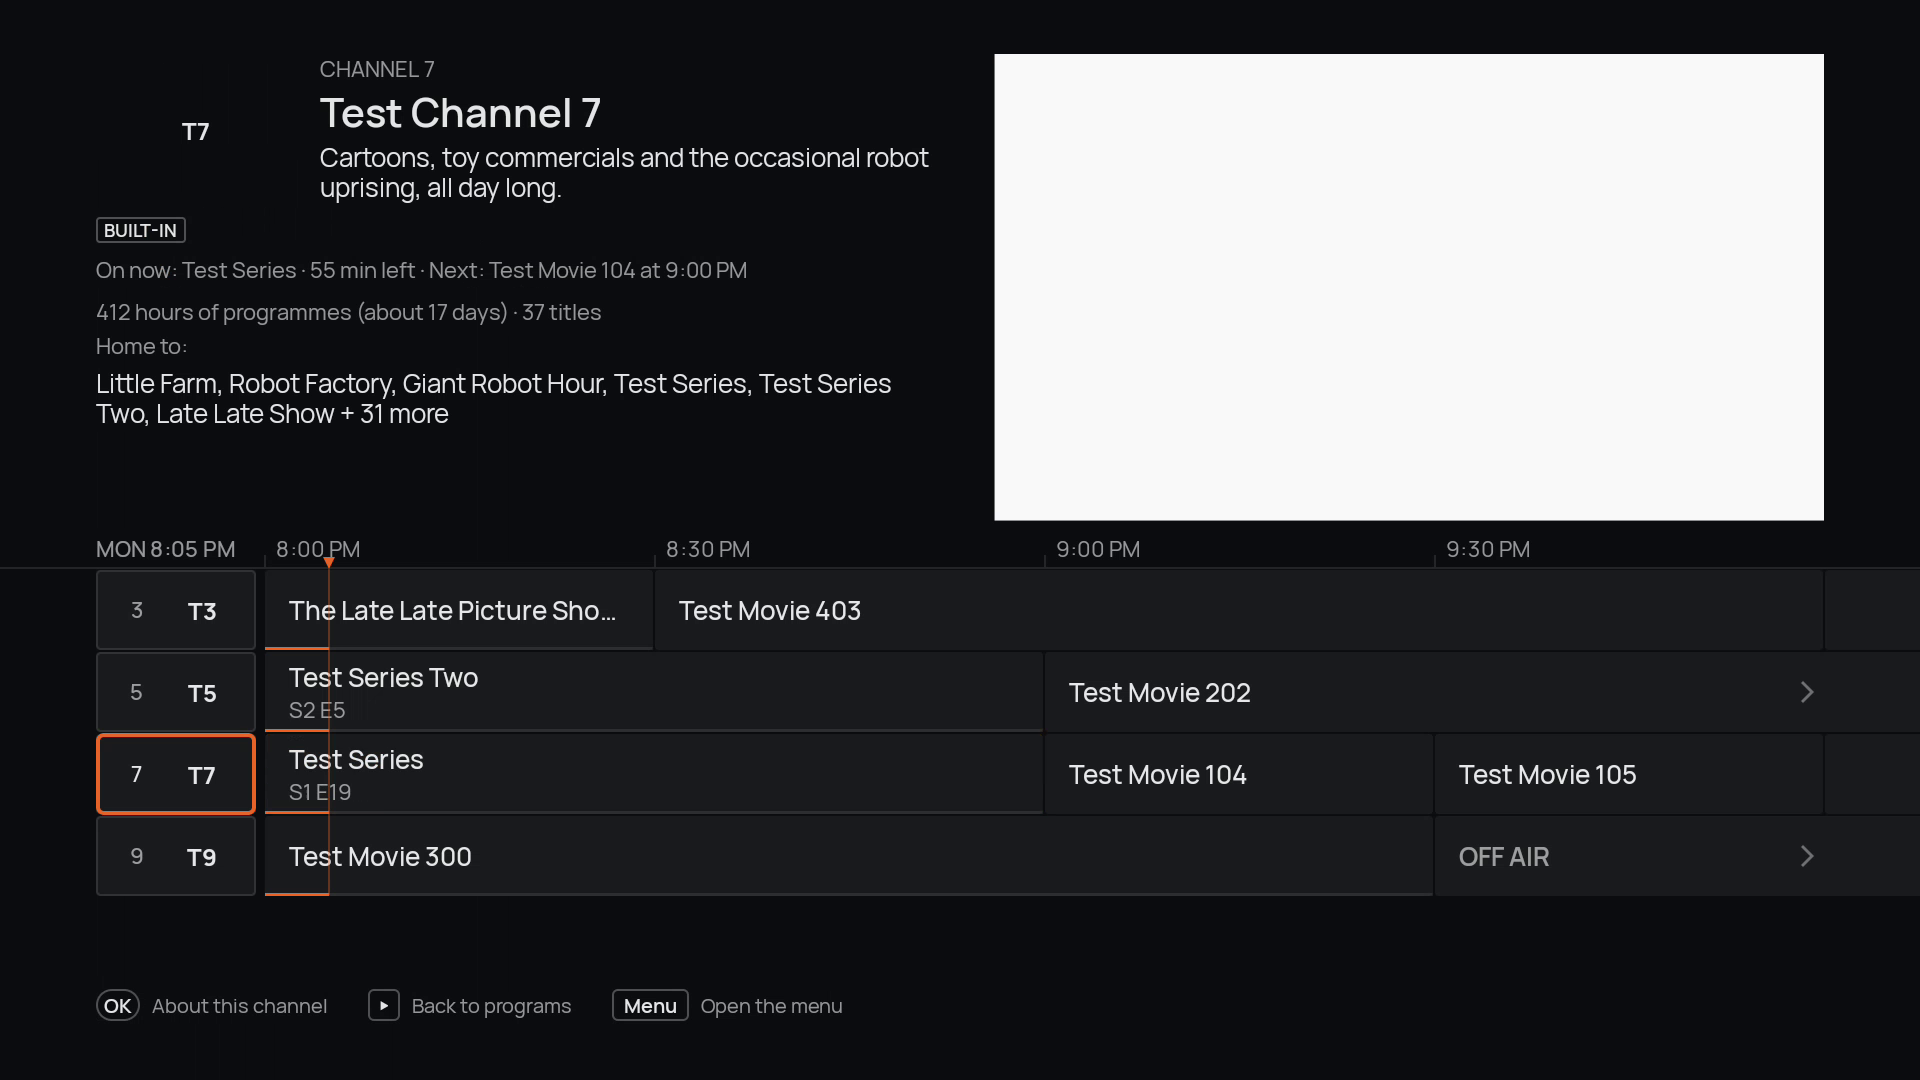 CHANNEL 7
T7
Test Channel 7
Cartoons, toy commercials and the occasional robot
uprising, all day long.
BUILT-IN
On now: Test Series · 55 min left · Next: Test Movie 104 at 9:00 PM
412 hours of programmes (about 17 days) · 37 titles
Home to:
Little Farm, Robot Factory, Giant Robot Hour, Test Series, Test Series
Two, Late Late Show + 31 more
MON 8:05 PM 8:00 PM 8:30 PM 9:00 PM 9:30 PM
3 T3 The Late Late Picture Sho... Test Movie 403
5 T5 Test Series Two Test Movie 202
S2 E5
7 T7 Test Series Test Movie 104 Test Movie 105
S1 E19
9 T9 Test Movie 300 OFF AIR
OK About this channel Back to programs Menu Open the menu